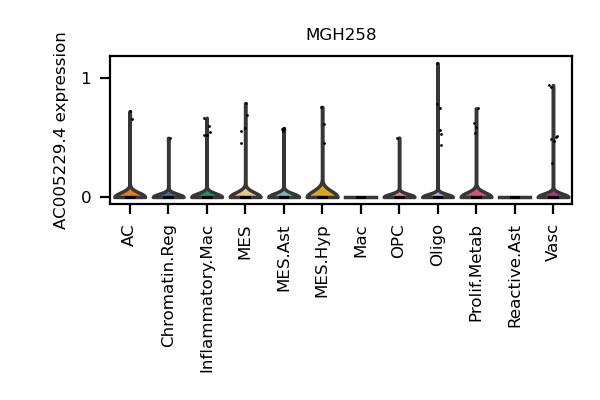 MGH258
AC005229.4 expression
1
0
AC
Chromatin.Reg
Inflammatory.Mac
MES
MES.Ast
MES.Hyp
Mac
OPC
Oligo
Prolif.Metab
Reactive.Ast
Vasc